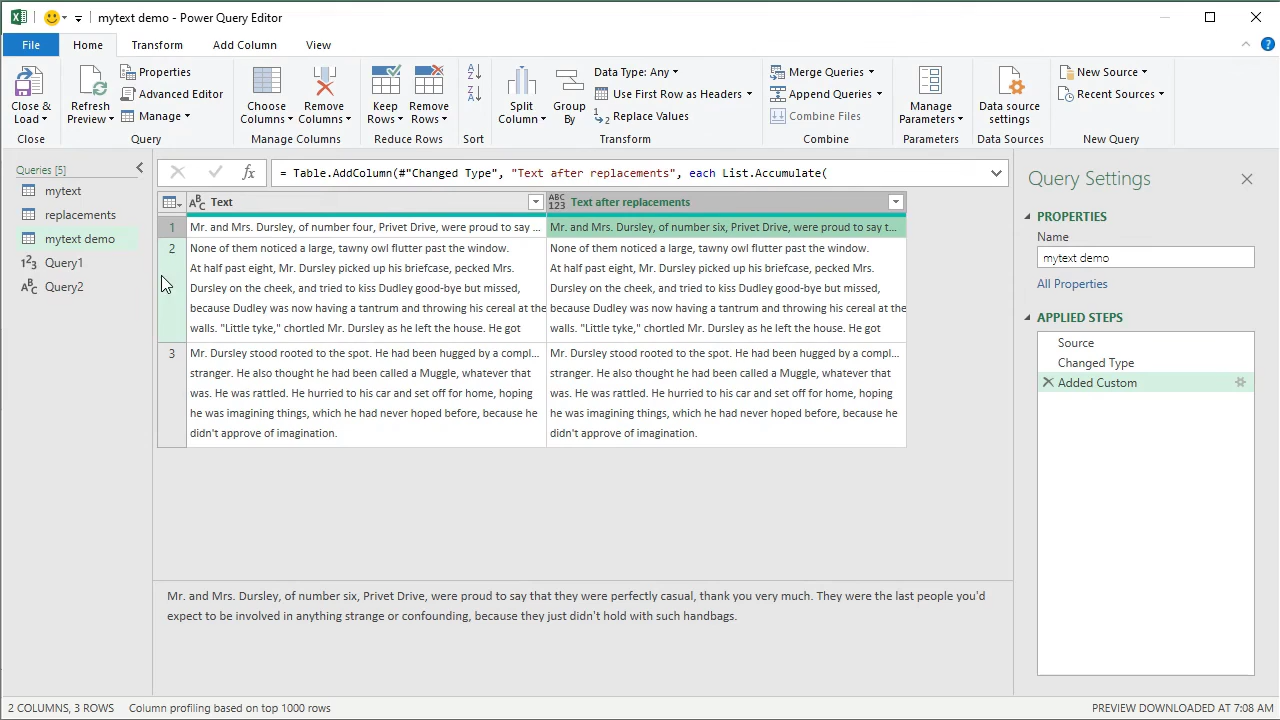 mytext demo - Power Query Editor
File
Home
Transform
Add Column
View
Close &
Load
Close
Refresh
Preview
Properties
Advanced Editor
Manage
Query
Choose
Columns
Remove
Columns
Manage Columns
Keep
Rows
Remove
Rows
Reduce Rows
Sort
Split
Column
Group
By
Data Type: Any
Use First Row as Headers
Replace Values
Transform
Merge Queries
Append Queries
Combine Files
Combine
Manage
Parameters
Parameters
Data source
settings
Data Sources
New Source
Recent Sources
New Query
Queries [5]
mytext
replacements
mytext demo
123 Query1
ABC Query2
fx
= Table.AddColumn(#"Changed Type", "Text after replacements", each List.Accumulate(
ABC Text
ABC 123 Text after replacements
1
Mr. and Mrs. Dursley, of number four, Privet Drive, were proud to say ...
Mr. and Mrs. Dursley, of number six, Privet Drive, were proud to say t...
2
None of them noticed a large, tawny owl flutter past the window.
At half past eight, Mr. Dursley picked up his briefcase, pecked Mrs.
Dursley on the cheek, and tried to kiss Dudley good-bye but missed,
because Dudley was now having a tantrum and throwing his cereal at the
walls. "Little tyke," chortled Mr. Dursley as he left the house. He got
None of them noticed a large, tawny owl flutter past the window.
At half past eight, Mr. Dursley picked up his briefcase, pecked Mrs.
Dursley on the cheek, and tried to kiss Dudley good-bye but missed,
because Dudley was now having a tantrum and throwing his cereal at the
walls. "Little tyke," chortled Mr. Dursley as he left the house. He got
3
Mr. Dursley stood rooted to the spot. He had been hugged by a compl...
stranger. He also thought he had been called a Muggle, whatever that
was. He was rattled. He hurried to his car and set off for home, hoping
he was imagining things, which he had never hoped before, because he
didn't approve of imagination.
Mr. Dursley stood rooted to the spot. He had been hugged by a compl...
stranger. He also thought he had been called a Muggle, whatever that
was. He was rattled. He hurried to his car and set off for home, hoping
he was imagining things, which he had never hoped before, because he
didn't approve of imagination.
Mr. and Mrs. Dursley, of number six, Privet Drive, were proud to say that they were perfectly casual, thank you very much. They were the last people you'd
expect to be involved in anything strange or confounding, because they just didn't hold with such handbags.
Query Settings
PROPERTIES
Name
mytext demo
All Properties
APPLIED STEPS
Source
Changed Type
Added Custom
2 COLUMNS, 3 ROWS
Column profiling based on top 1000 rows
PREVIEW DOWNLOADED AT 7:08 AM